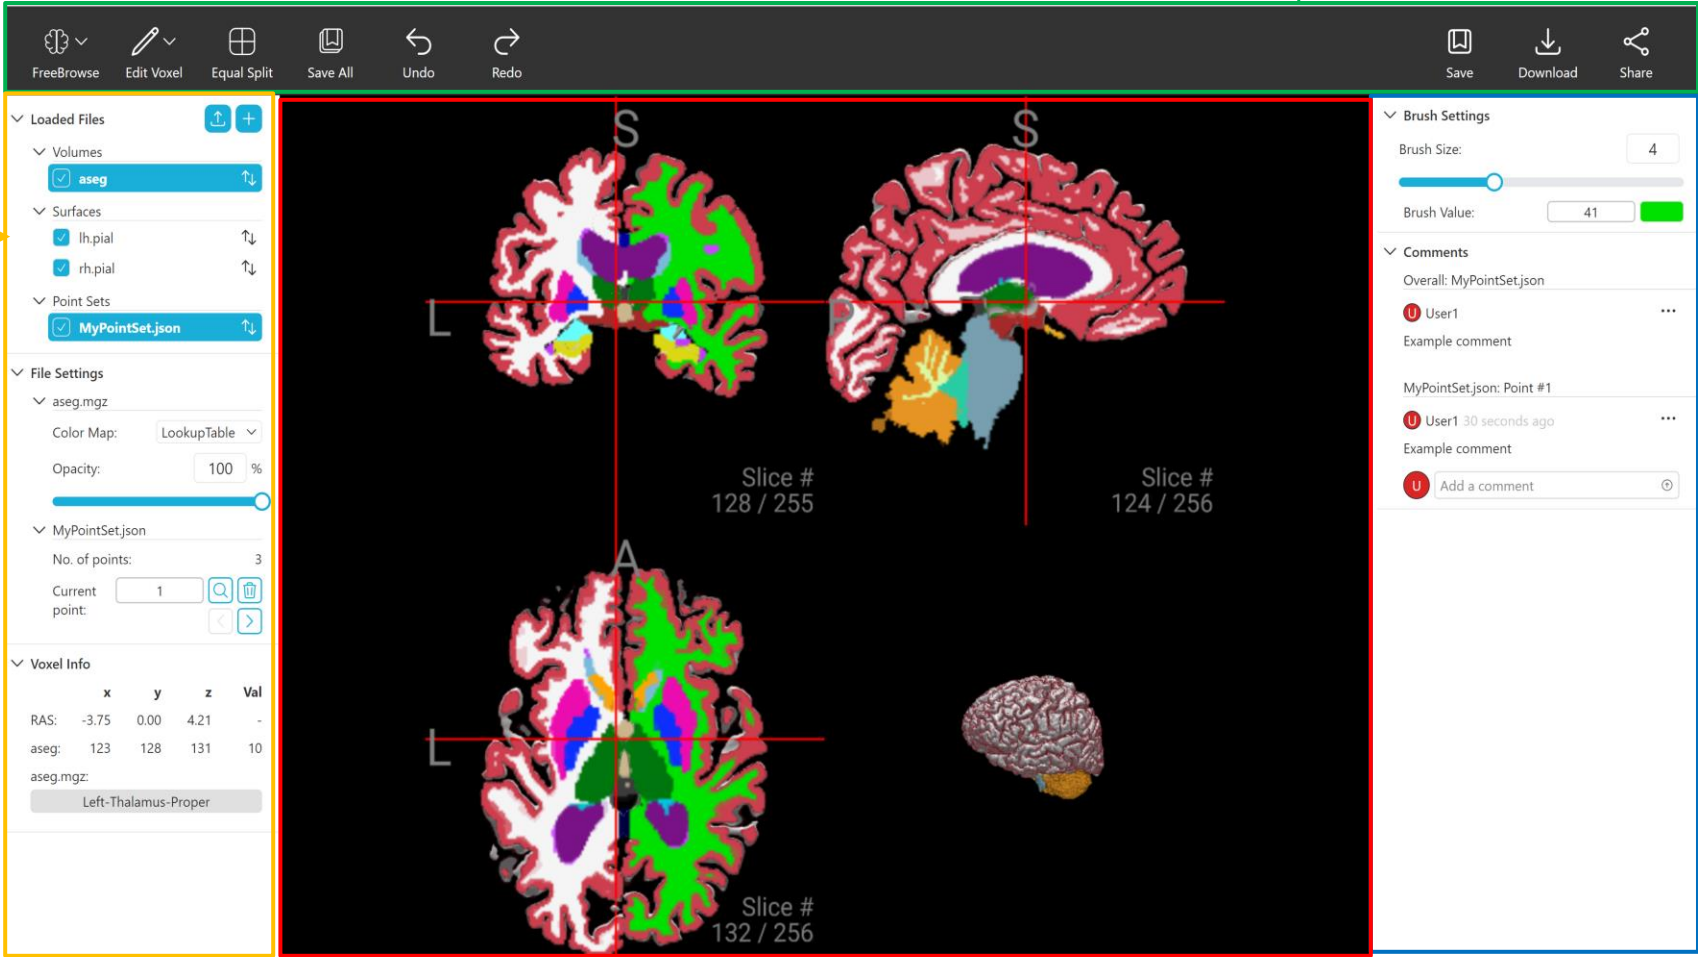 FreeBrowse Edit Voxel Equal Split Save All Undo Redo Save Download Share
Loaded Files
Volumes
aseg
Surfaces
lh.pial
rh.pial
Point Sets
MyPointSet.json
File Settings
aseg.mgz
Color Map: LookupTable
Opacity: 100 %
MyPointSet.json
No. of points: 3
Current point: 1
Voxel Info
x y z Val
RAS: -3.75 0.00 4.21 -
aseg: 123 128 131 10
aseg.mgz:
Left-Thalamus-Proper
S
L
Slice #
128 / 255
S
P
Slice #
124 / 256
A
L
Slice #
132 / 256
Brush Settings
Brush Size: 4
Brush Value: 41
Comments
Overall: MyPointSet.json
U User1 ...
Example comment
MyPointSet.json: Point #1
U User1 30 seconds ago ...
Example comment
U Add a comment